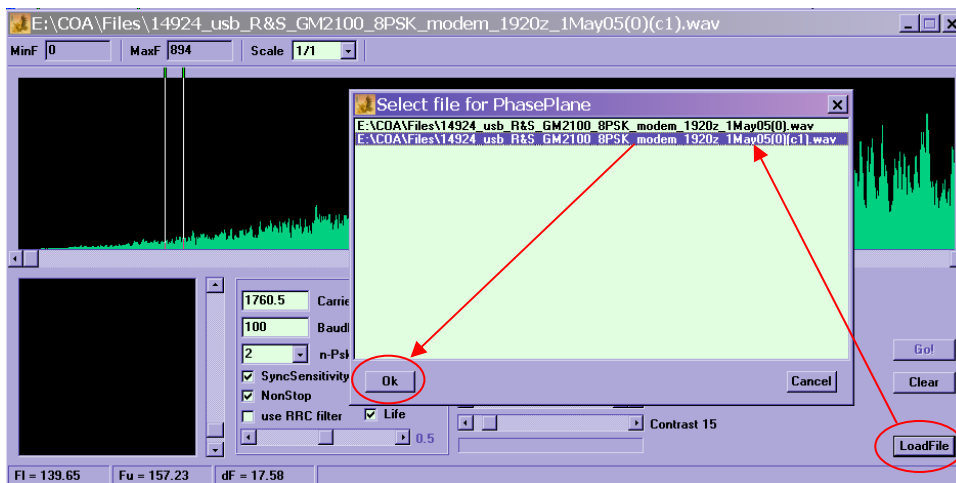 E:\COA\Files\14924_usb_R&S_GM2100_8PSK_modem_1920z_1May05(0)(c1).wav
MinF 0 MaxF 894 Scale 1/1
Select file for PhasePlane
E:\COA\Files\14924_usb_R&S_GM2100_8PSK_modem_1920z_1May05(0).wav
E:\COA\Files\14924_usb_R&S_GM2100_8PSK_modem_1920z_1May05(0)(c1).wav
1760.5 Carrie
100 Baudl
2 n-Psk
SyncSensitivity
NonStop
use RRC filter Life
0.5
Ok Cancel
Contrast 15
Go!
Clear
LoadFile
Fl = 139.65 Fu = 157.23 dF = 17.58